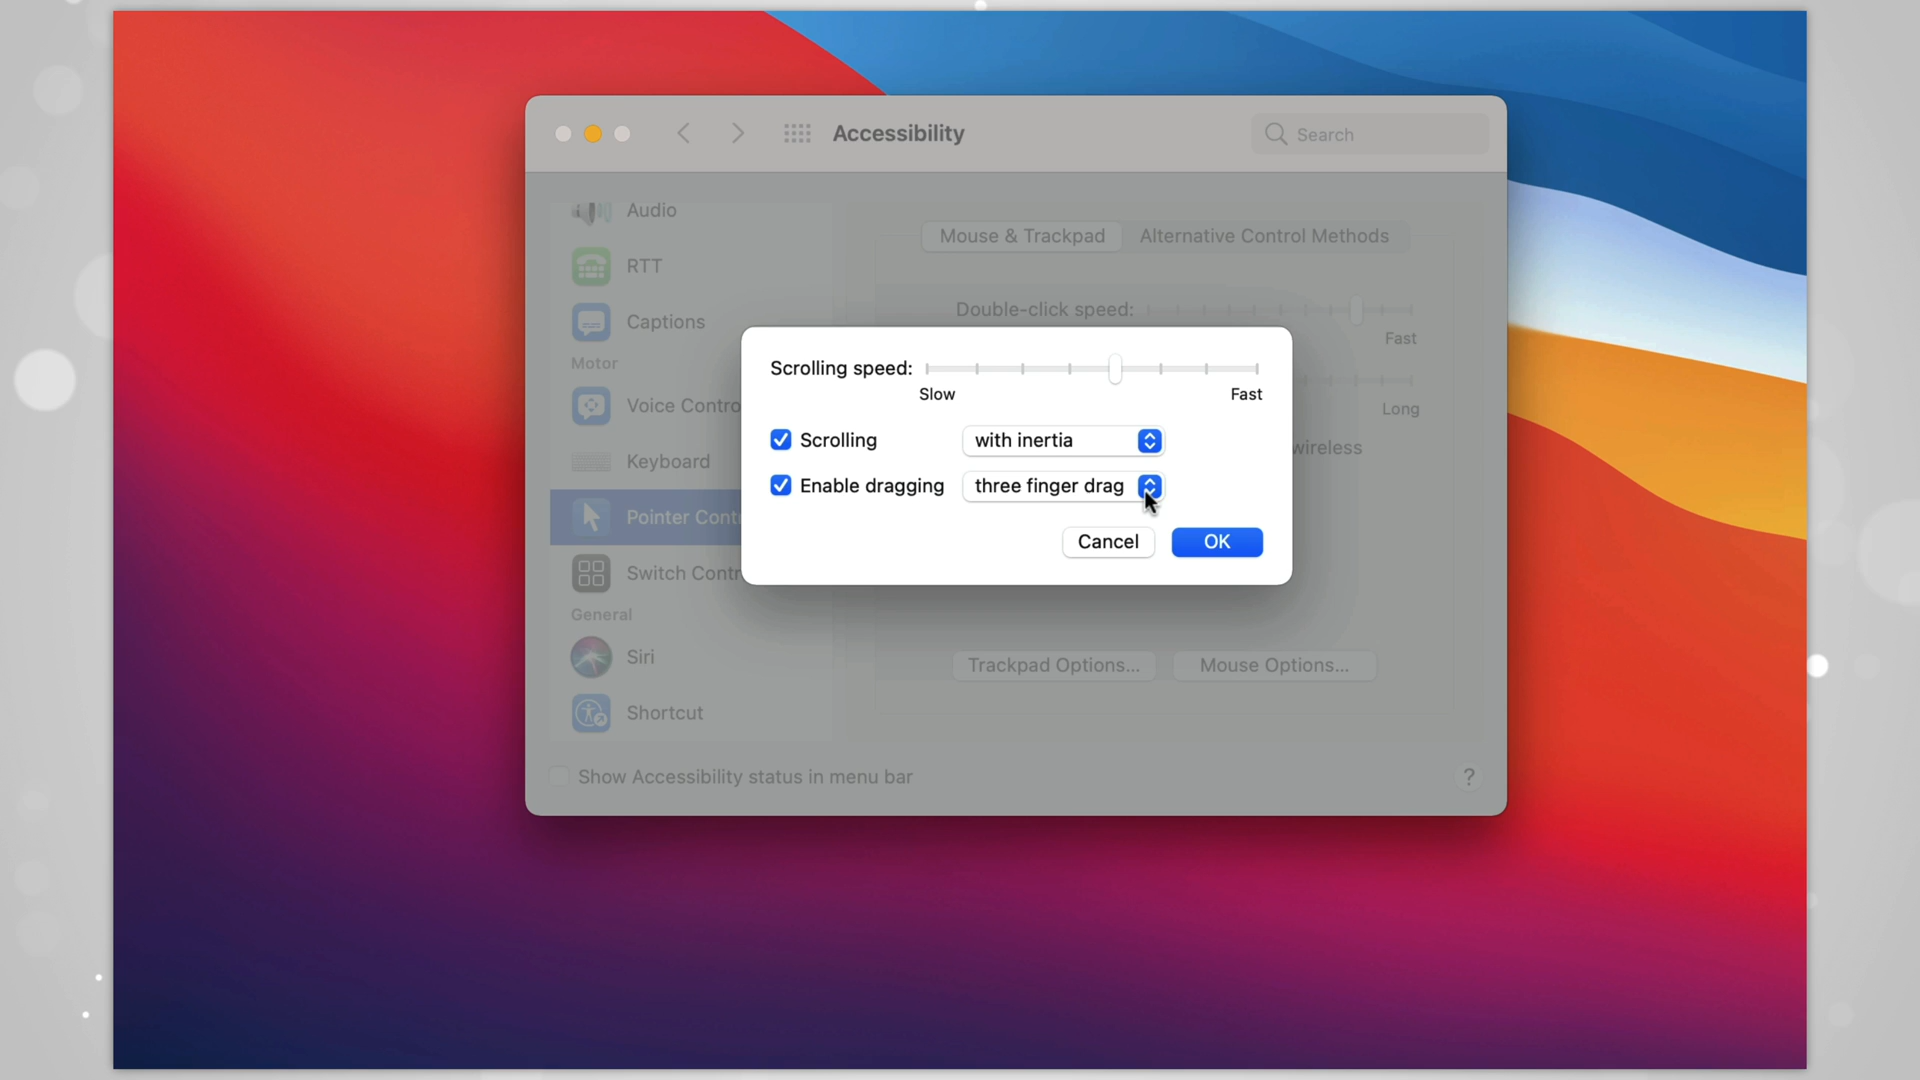 Accessibility
Search
Audio
Mouse & Trackpad
Alternative Control Methods
RTT
Double-click speed:
Captions
Fast
Motor
Scrolling speed:
Slow
Fast
Voice Contro
Long
Scrolling
with inertia
wireless
Keyboard
Enable dragging
three finger drag
Pointer Cont
Cancel
OK
Switch Contr
General
Siri
Trackpad Options...
Mouse Options...
Shortcut
Show Accessibility status in menu bar
?